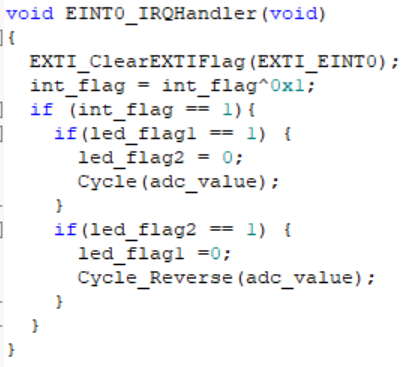 void EINT0_IRQHandler(void)
{
  EXTI_ClearEXTIFlag(EXTI_EINT0);
  int_flag = int_flag^0x1;
  if (int_flag == 1){
    if(led_flag1 == 1) {
      led_flag2 = 0;
      Cycle(adc_value);
    }
    if(led_flag2 == 1) {
      led_flag1 =0;
      Cycle_Reverse(adc_value);
    }
  }
}